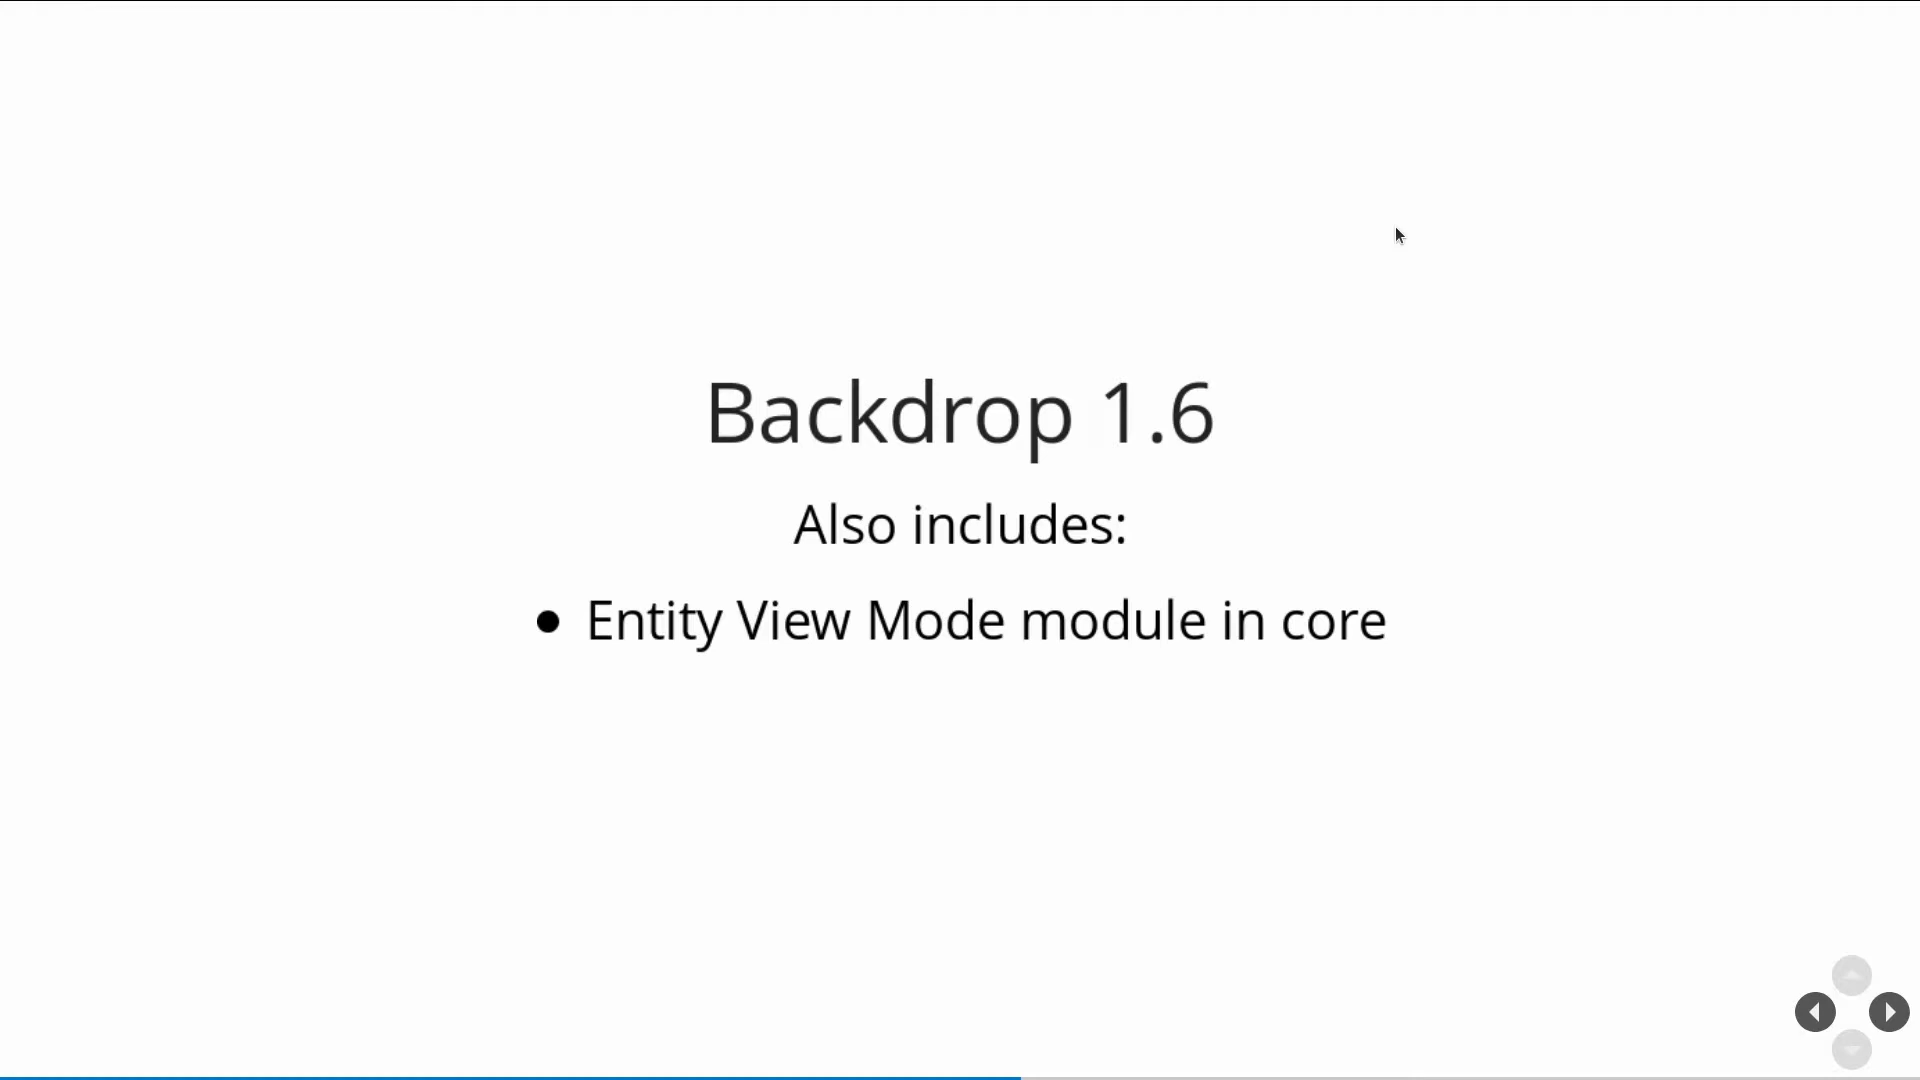 Backdrop 1.6
Also includes:
• Entity View Mode module in core